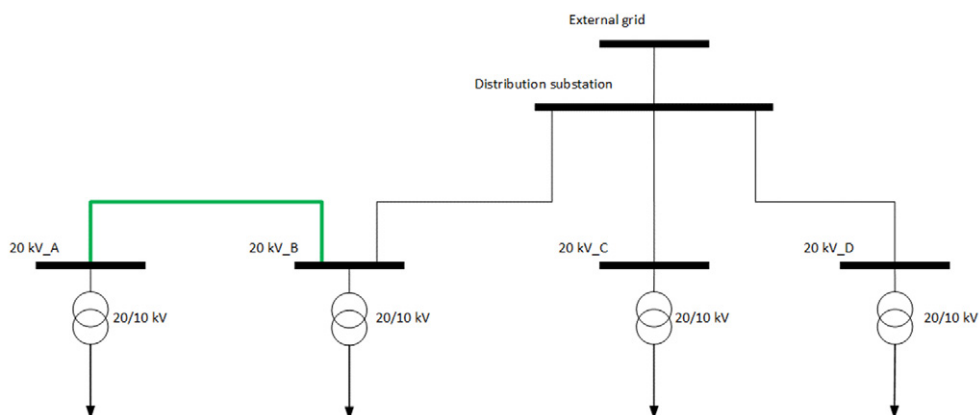 External grid
Distribution substation
20 kV_A
20 kV_B
20 kV_C
20 kV_D
20/10 kV
20/10 kV
20/10 kV
20/10 kV